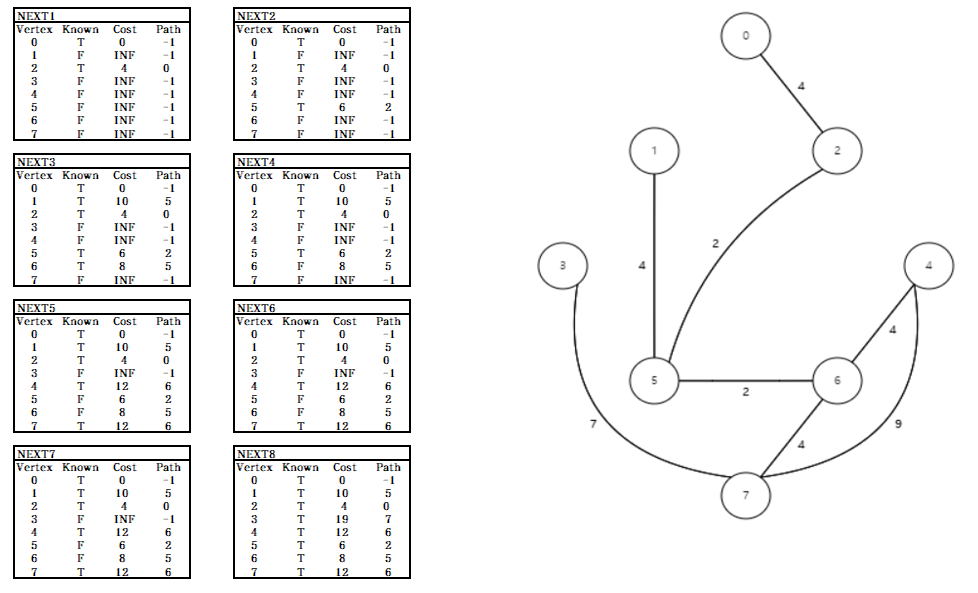 NEXT1
Vertex Known Cost Path
0 T 0 -1
1 F INF -1
2 T 4 0
3 F INF -1
4 F INF -1
5 F INF -1
6 F INF -1
7 F INF -1
NEXT2
Vertex Known Cost Path
0 T 0 -1
1 F INF -1
2 T 4 0
3 F INF -1
4 F INF -1
5 T 6 2
6 F INF -1
7 F INF -1
NEXT3
Vertex Known Cost Path
0 T 0 -1
1 T 10 5
2 T 4 0
3 F INF -1
4 F INF -1
5 T 6 2
6 T 8 5
7 F INF -1
NEXT4
Vertex Known Cost Path
0 T 0 -1
1 T 10 5
2 T 4 0
3 F INF -1
4 F INF -1
5 T 6 2
6 F 8 5
7 F INF -1
NEXT5
Vertex Known Cost Path
0 T 0 -1
1 T 10 5
2 T 4 0
3 F INF -1
4 T 12 6
5 F 6 2
6 F 8 5
7 T 12 6
NEXT6
Vertex Known Cost Path
0 T 0 -1
1 T 10 5
2 T 4 0
3 F INF -1
4 T 12 6
5 F 6 2
6 F 8 5
7 T 12 6
NEXT7
Vertex Known Cost Path
0 T 0 -1
1 T 10 5
2 T 4 0
3 F INF -1
4 T 12 6
5 F 6 2
6 F 8 5
7 T 12 6
NEXT8
Vertex Known Cost Path
0 T 0 -1
1 T 10 5
2 T 4 0
3 T 19 7
4 T 12 6
5 T 6 2
6 T 8 5
7 T 12 6
0
4
1
2
2
3
4
4
4
5
2
6
7
4
9
7